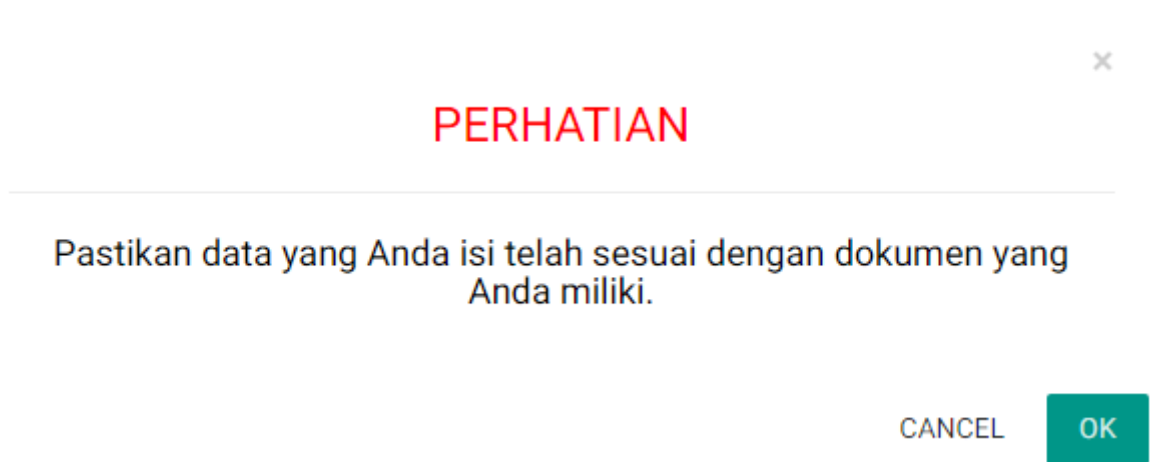 ×
PERHATIAN
Pastikan data yang Anda isi telah sesuai dengan dokumen yang
Anda miliki.
CANCEL OK